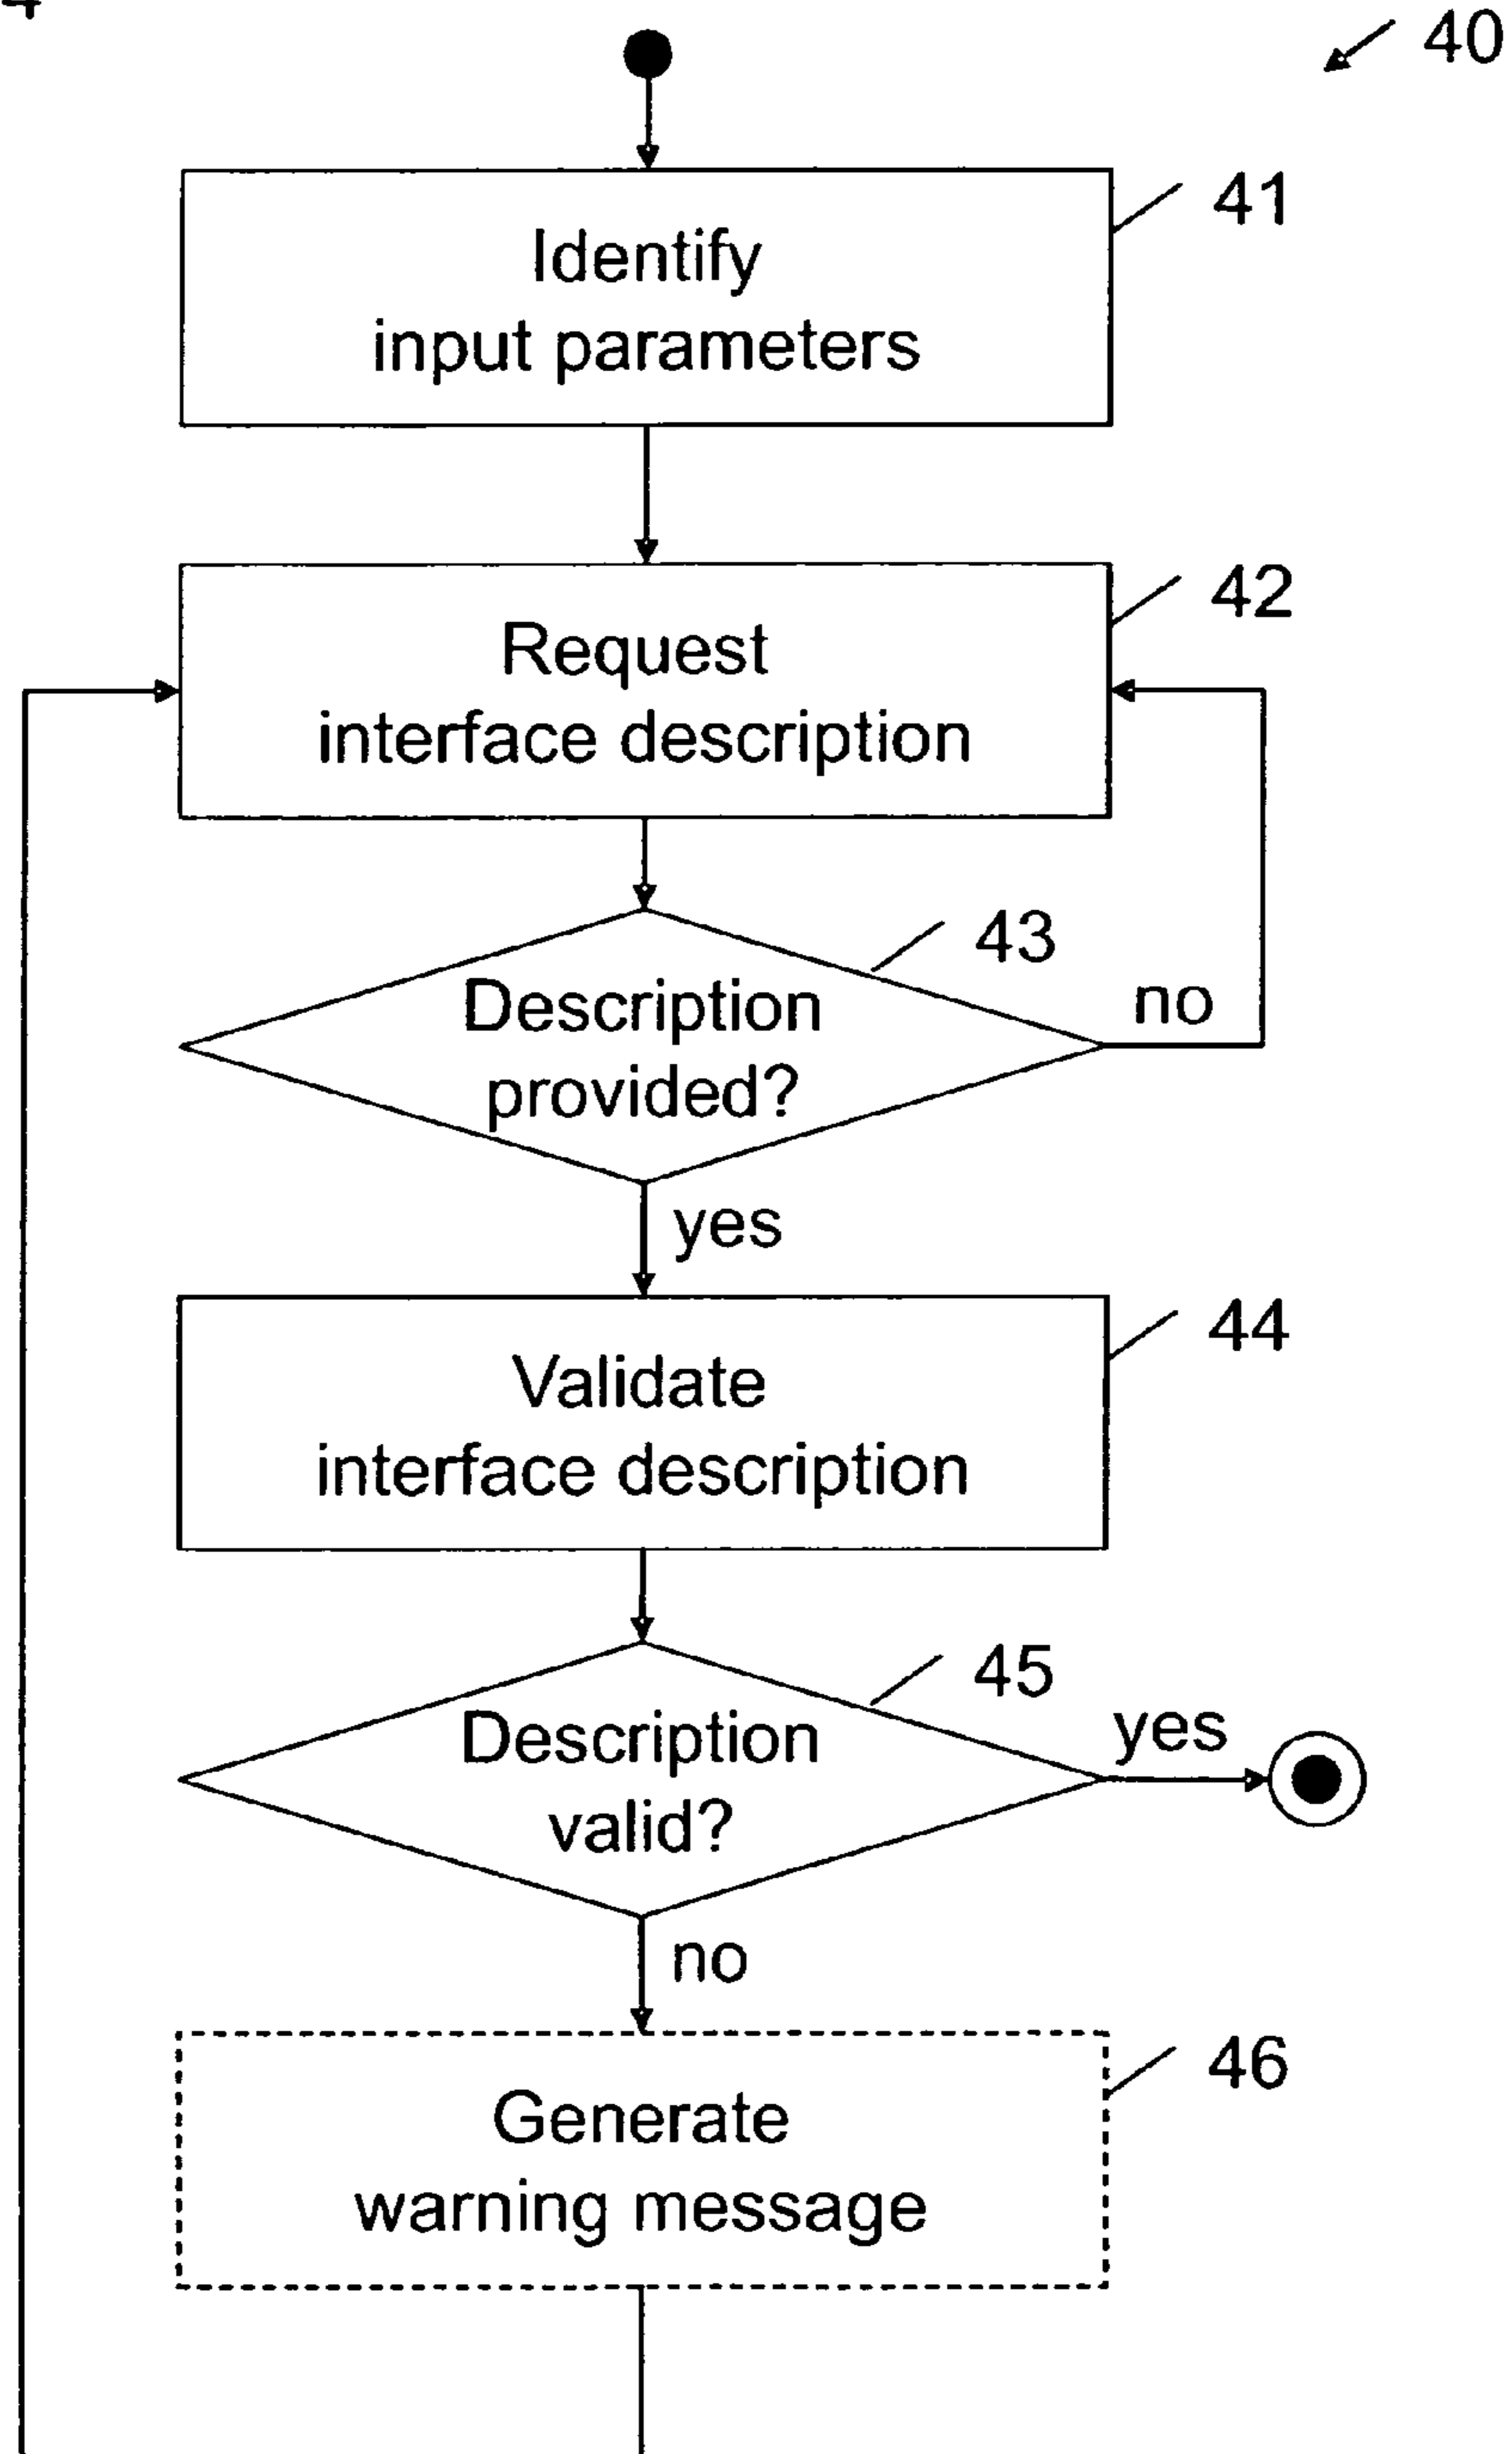 40
41
Identify
input parameters
42
Request
interface description
43
Description
provided?
no
yes
44
Validate
interface description
45
Description
valid?
yes
no
46
Generate
warning message